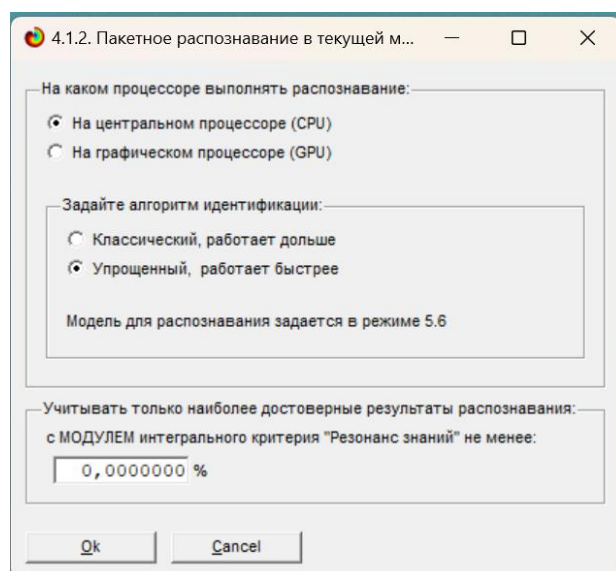 4.1.2. Пакетное распознавание в текущей м...
На каком процессоре выполнять распознавание:
На центральном процессоре (CPU)
На графическом процессоре (GPU)
Задайте алгоритм идентификации:
Классический, работает дольше
Упрощенный, работает быстрее
Модель для распознавания задается в режиме 5.6
Учитывать только наиболее достоверные результаты распознавания:
с МОДУЛЕМ интегрального критерия "Резонанс знаний" не менее:
0,0000000 %
Ok Cancel